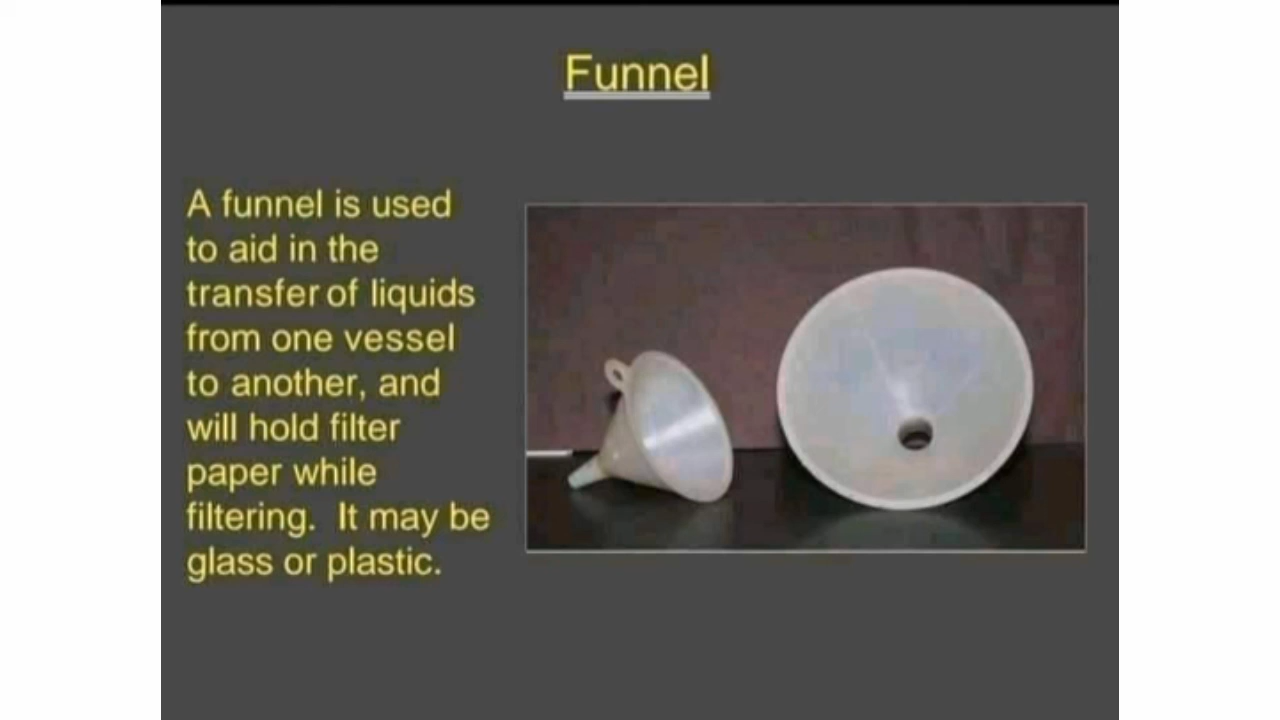 Funnel
A funnel is used
to aid in the
transfer of liquids
from one vessel
to another, and
will hold filter
paper while
filtering.  It may be
glass or plastic.